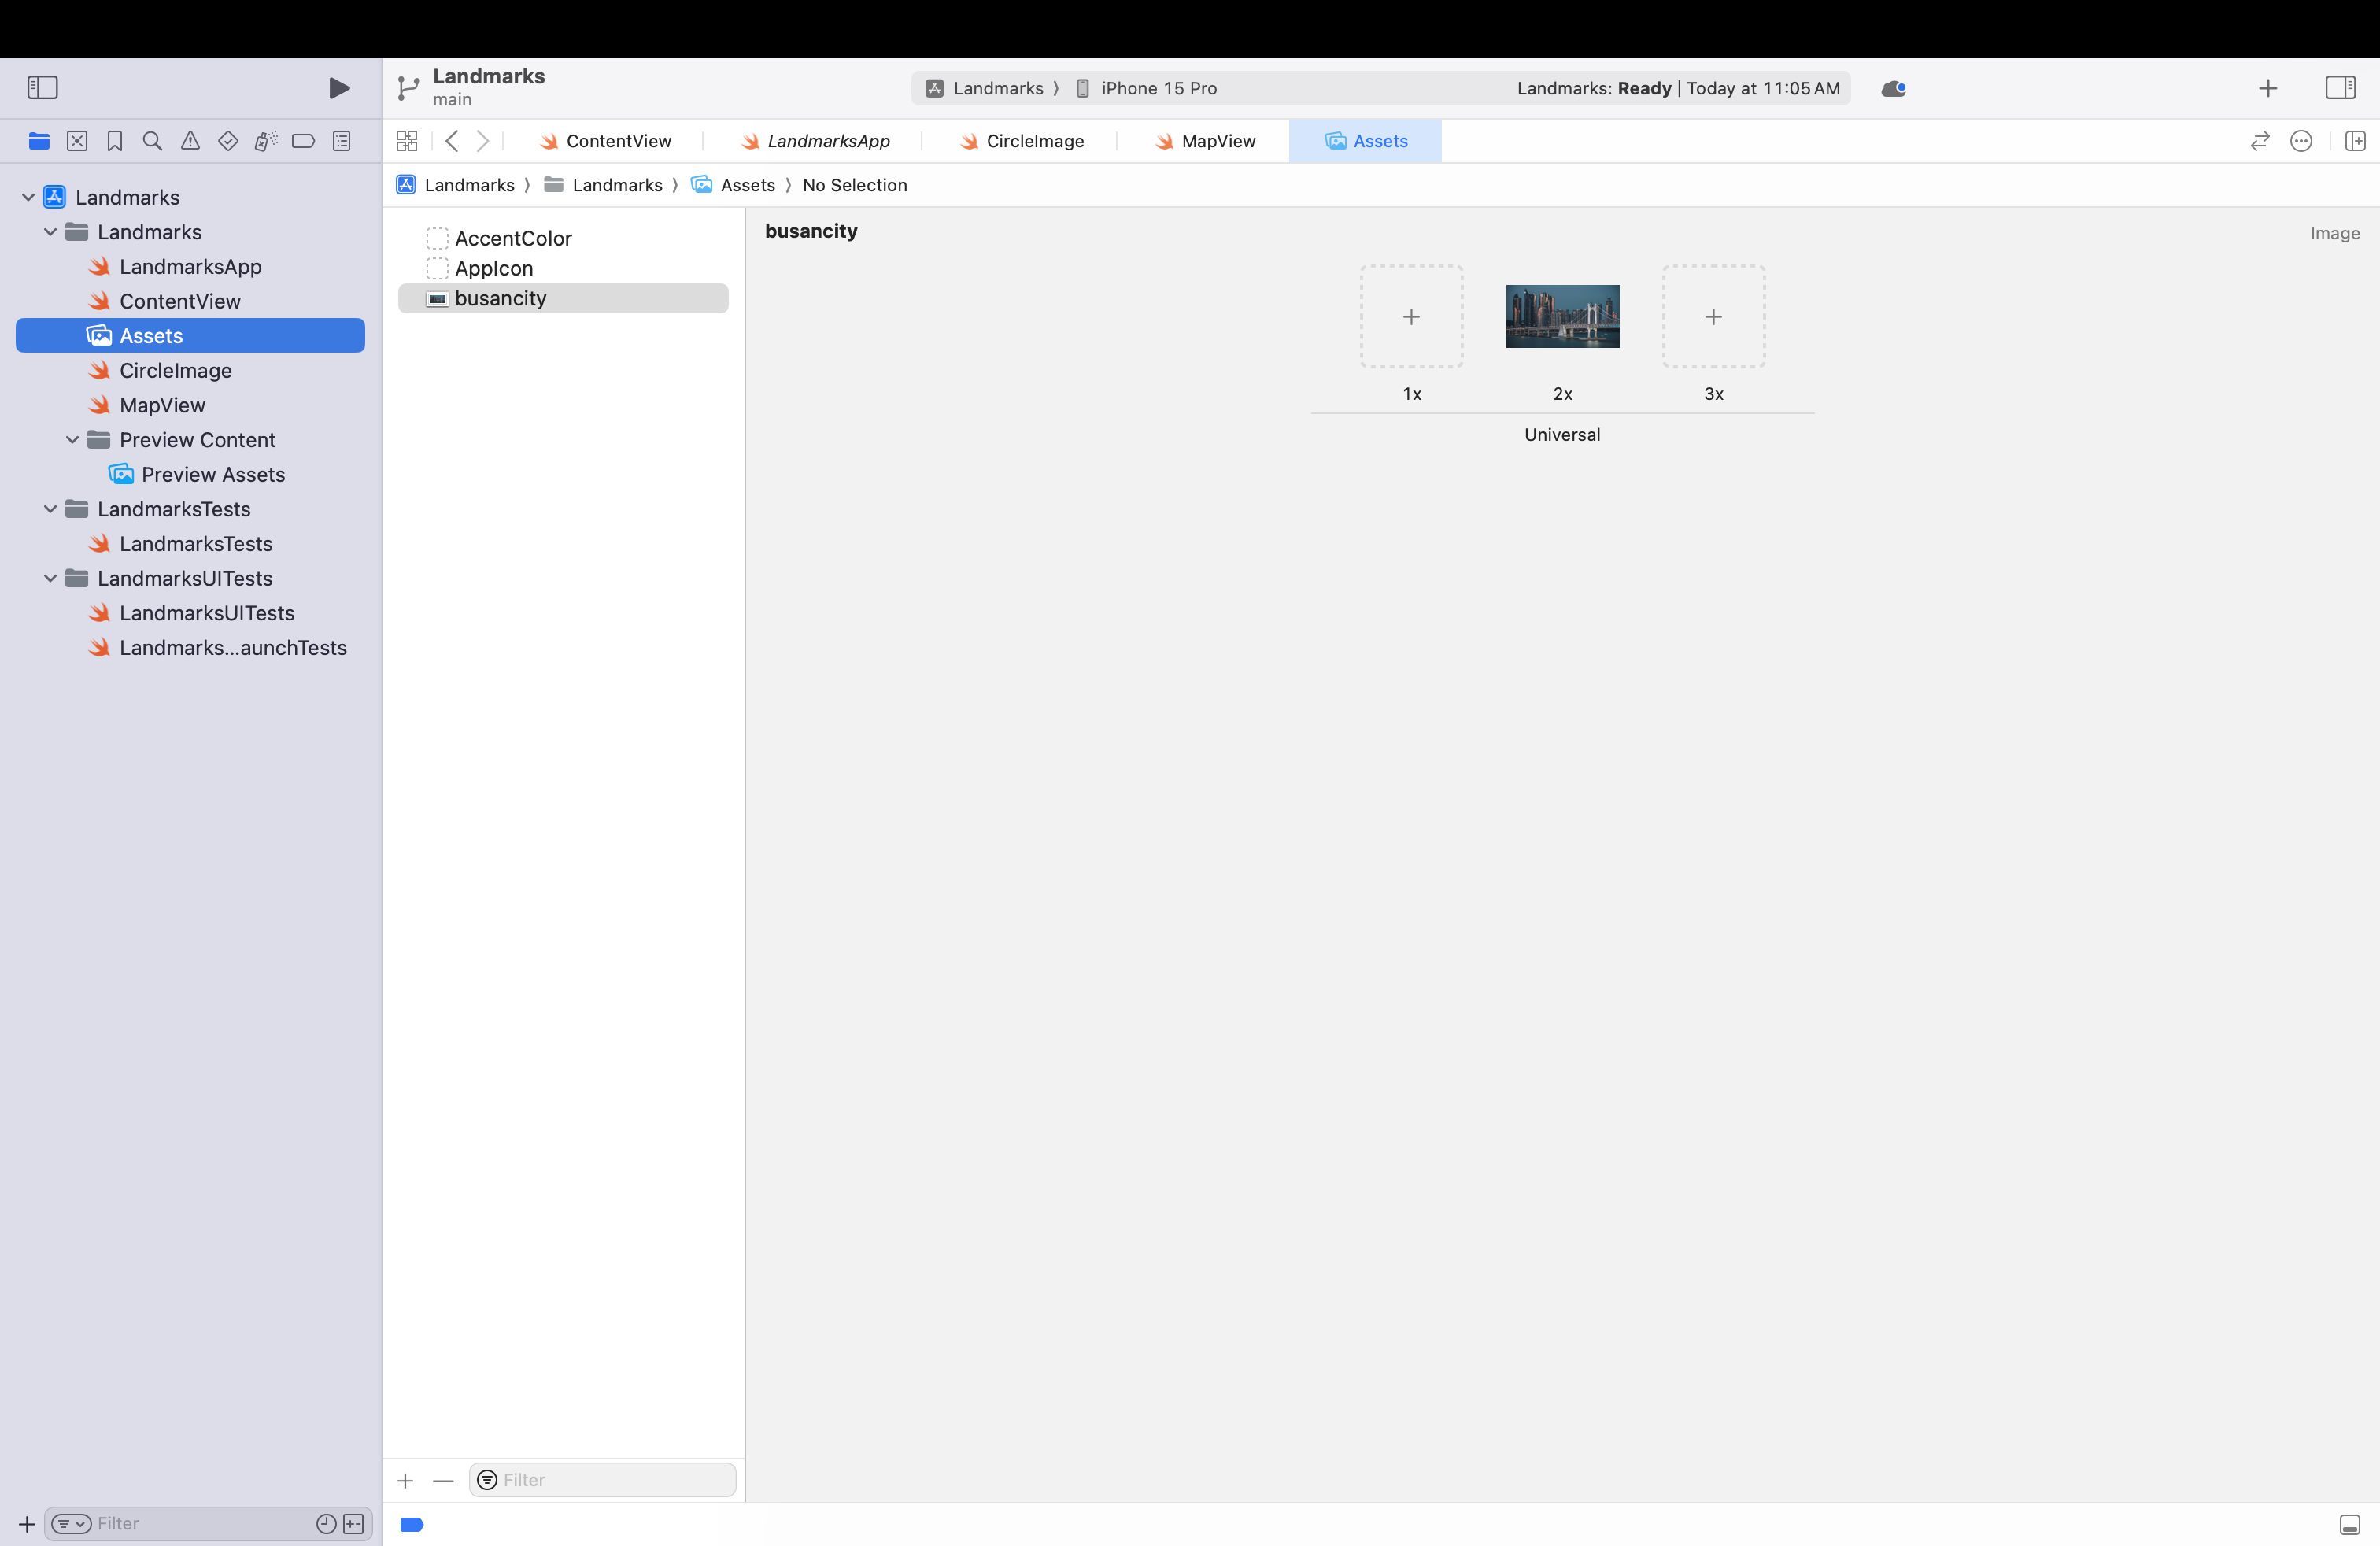 Landmarks
main
Landmarks
iPhone 15 Pro
Landmarks: Ready | Today at 11:05 AM
ContentView
LandmarksApp
CircleImage
MapView
Assets
Landmarks
Landmarks
Assets
No Selection
Landmarks
Landmarks
LandmarksApp
ContentView
Assets
CircleImage
MapView
Preview Content
Preview Assets
LandmarksTests
LandmarksTests
LandmarksUITests
LandmarksUITests
Landmarks...aunchTests
Filter
AccentColor
AppIcon
busancity
Filter
busancity
Image
1x
2x
3x
Universal